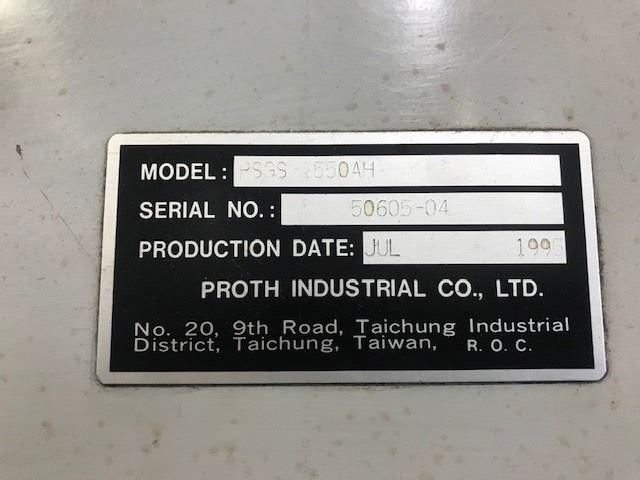 MODEL: PSGS-2550AH
SERIAL NO.: 50605-04
PRODUCTION DATE: JUL 1995
PROTH INDUSTRIAL CO., LTD.
No. 20, 9th Road, Taichung Industrial
District, Taichung, Taiwan, R. O. C.